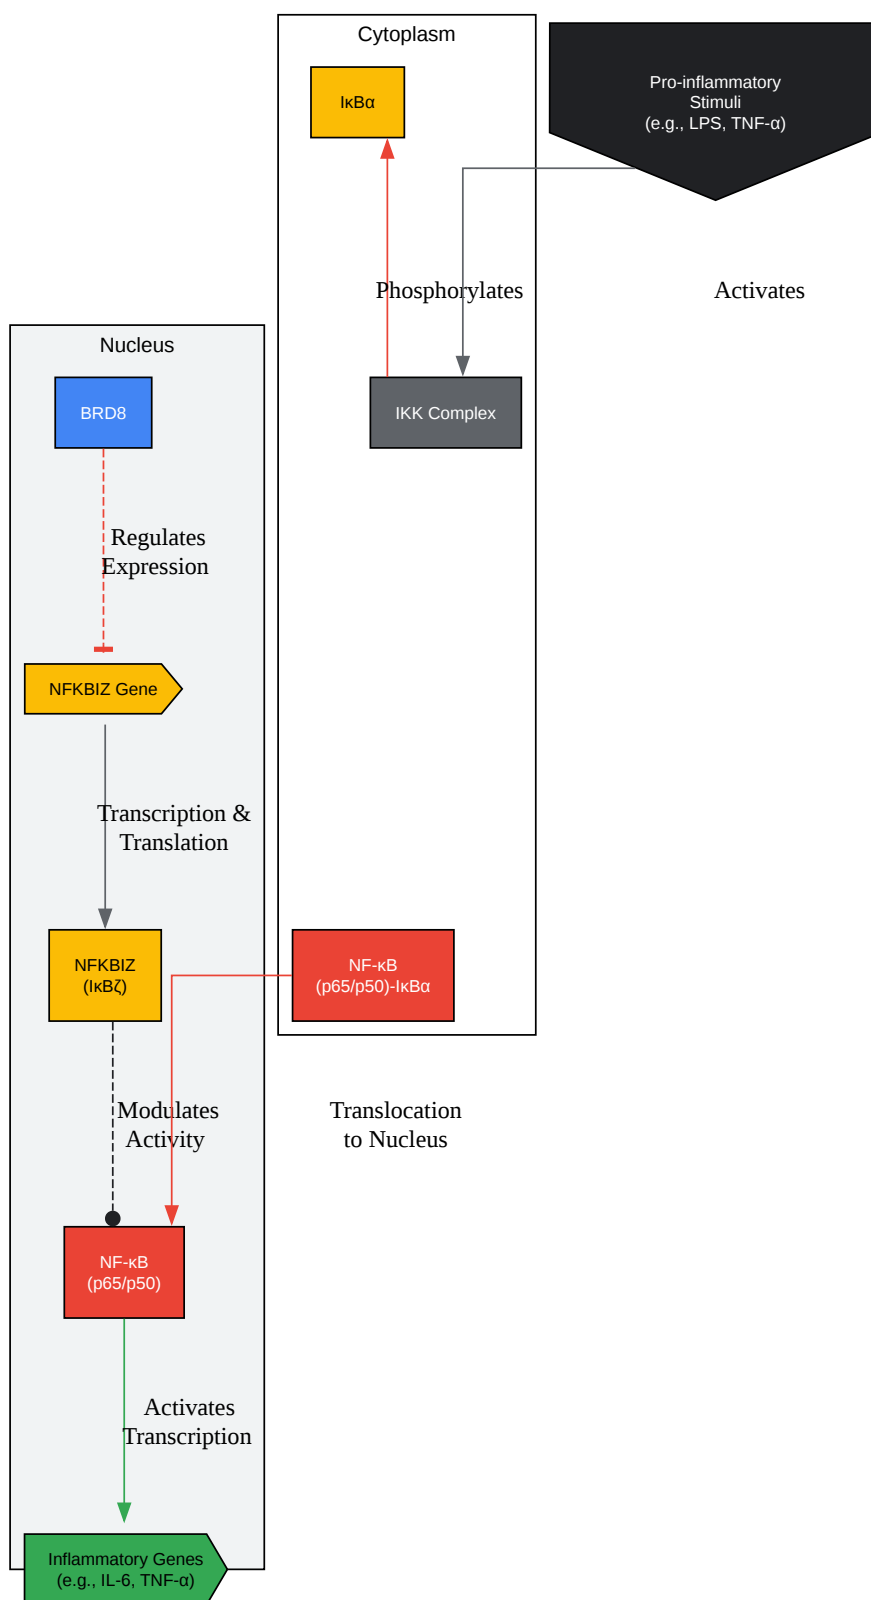 Cytoplasm
IκBα
Pro-inflammatory
Stimuli
(e.g., LPS, TNF-α)
Phosphorylates
Activates
Nucleus
BRD8
IKK Complex
Regulates
Expression
NFKBIZ Gene
Transcription &
Translation
NFKBIZ
(IκBζ)
NF-κB
(p65/p50)-IκBα
Modulates
Activity
Translocation
to Nucleus
NF-κB
(p65/p50)
Activates
Transcription
Inflammatory Genes
(e.g., IL-6, TNF-α)